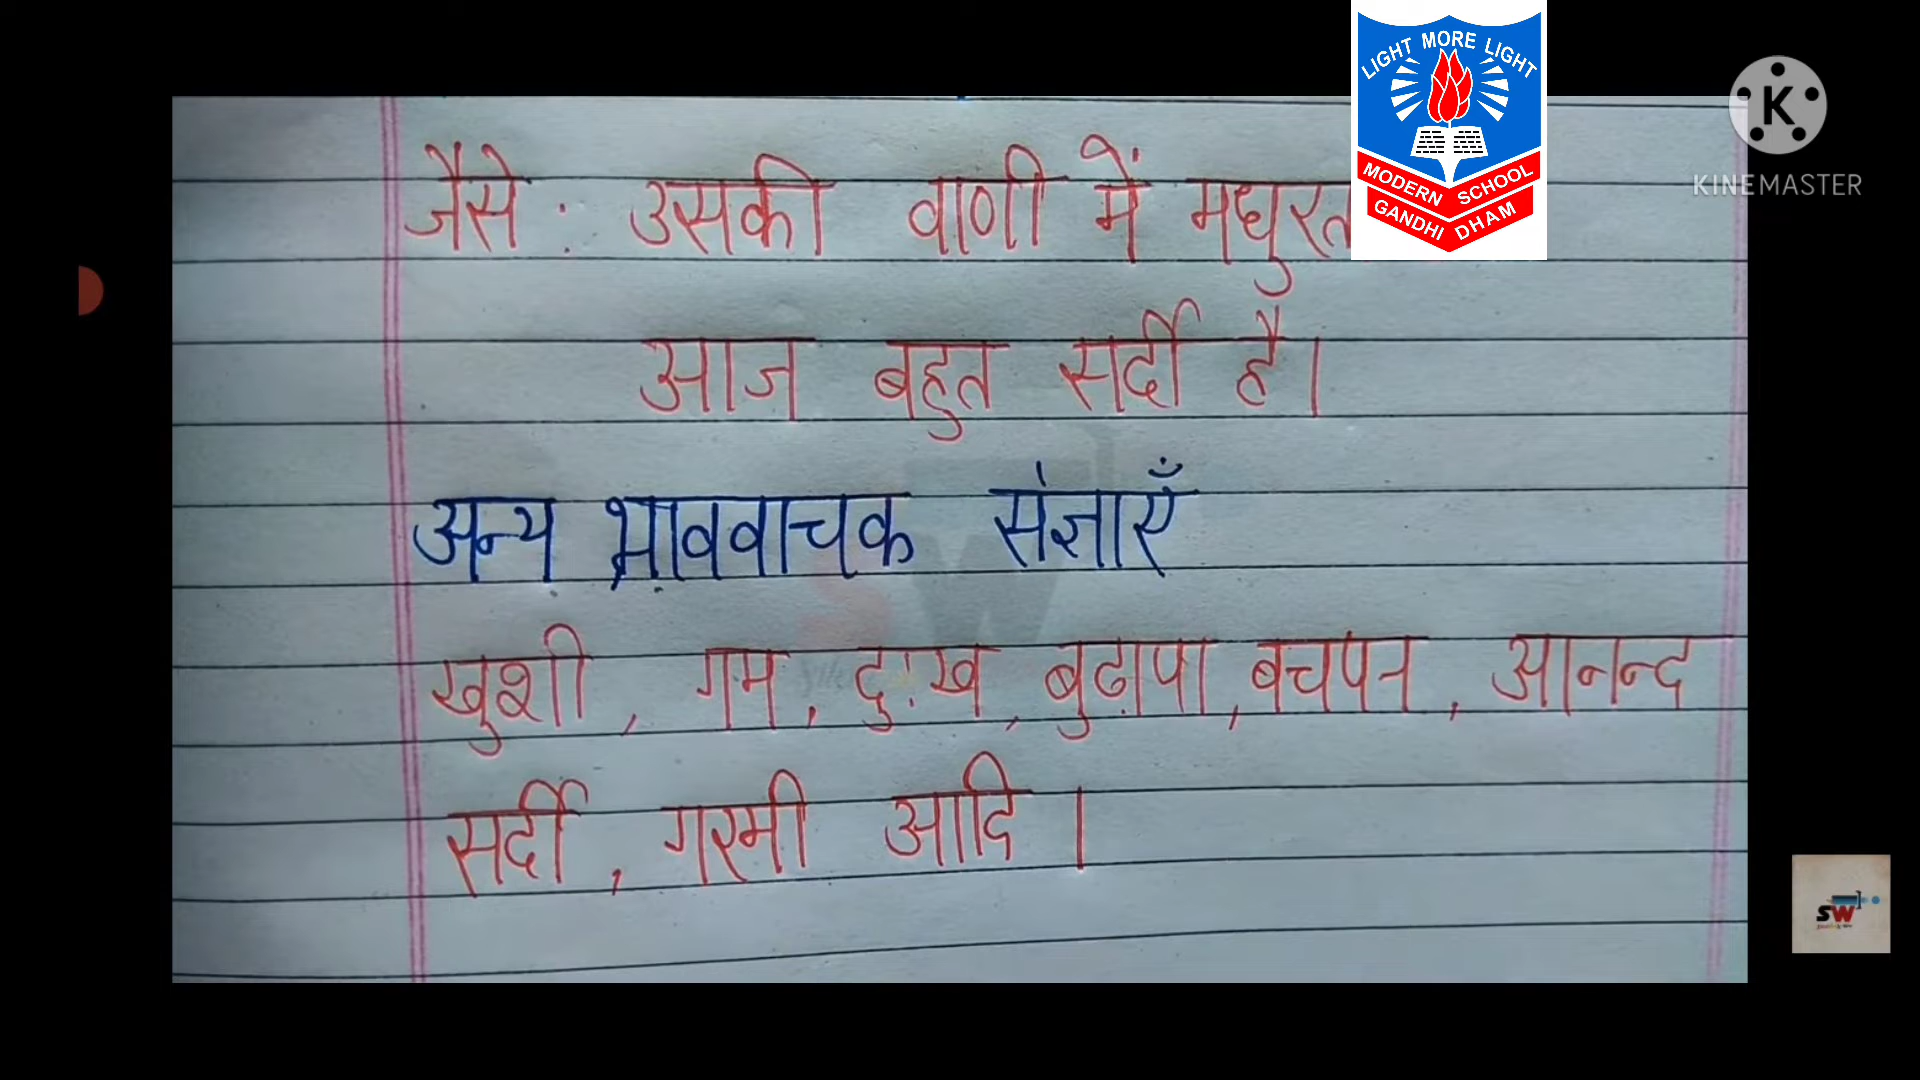 LIGHT MORE LIGHT
MODERN SCHOOL
GANDHI DHAM
K
KINEMASTER
जैसे : उसकी वाणी में
आज बहुत सर्दी है।
अन्य भाववाचक संज्ञाएँ
खुशी, गम, दुःख, बुढ़ापा, बचपन, आनन्द
सर्दी, गरमी आदि।
SW